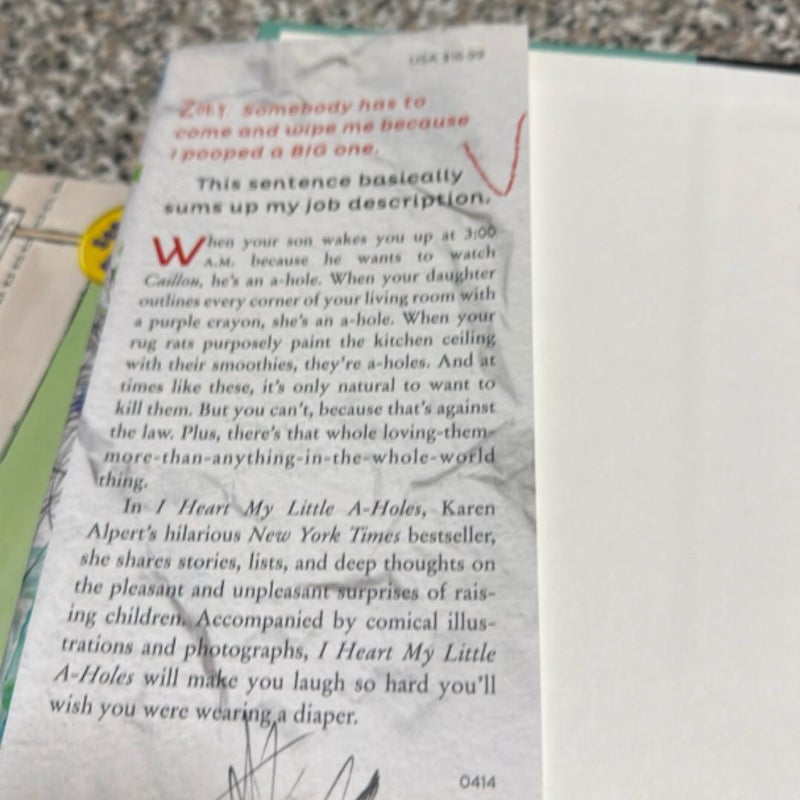 USA $16.99
ZOEY: Somebody has to
come and wipe me because
I pooped a BIG one.
This sentence basically
sums up my job description.
When your son wakes you up at 3:00
A.M. because he wants to watch
Caillou, he's an a-hole. When your daughter
outlines every corner of your living room with
a purple crayon, she's an a-hole. When your
rug rats purposely paint the kitchen ceiling
with their smoothies, they're a-holes. And at
times like these, it's only natural to want to
kill them. But you can't, because that's against
the law. Plus, there's that whole loving-them-
more-than-anything-in-the-whole-world
thing.
In I Heart My Little A-Holes, Karen
Alpert's hilarious New York Times bestseller,
she shares stories, lists, and deep thoughts on
the pleasant and unpleasant surprises of rais-
ing children. Accompanied by comical illus-
trations and photographs, I Heart My Little
A-Holes will make you laugh so hard you'll
wish you were wearing a diaper.
0414